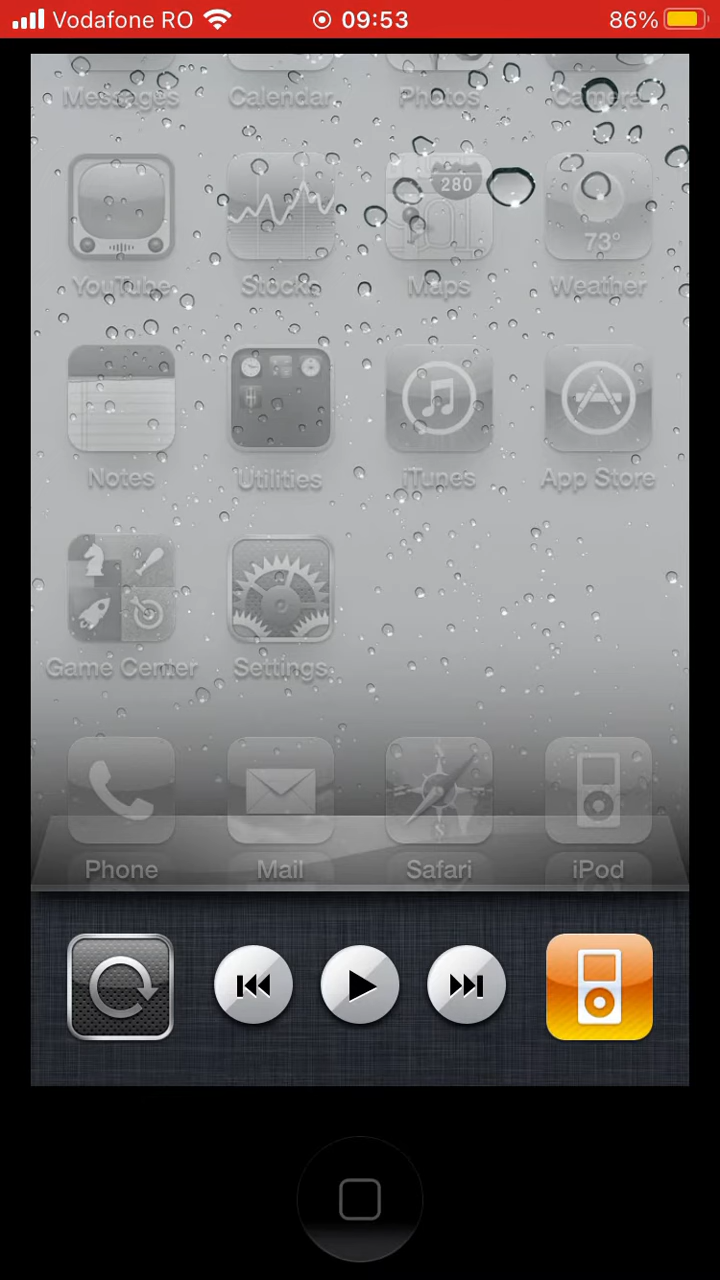 Vodafone RO 09:53 86%
Messages Calendar Photos Camera
280
73°
YouTube Stocks Maps Weather
Notes Utilities iTunes App Store
Game Center Settings
Phone Mail Safari iPod